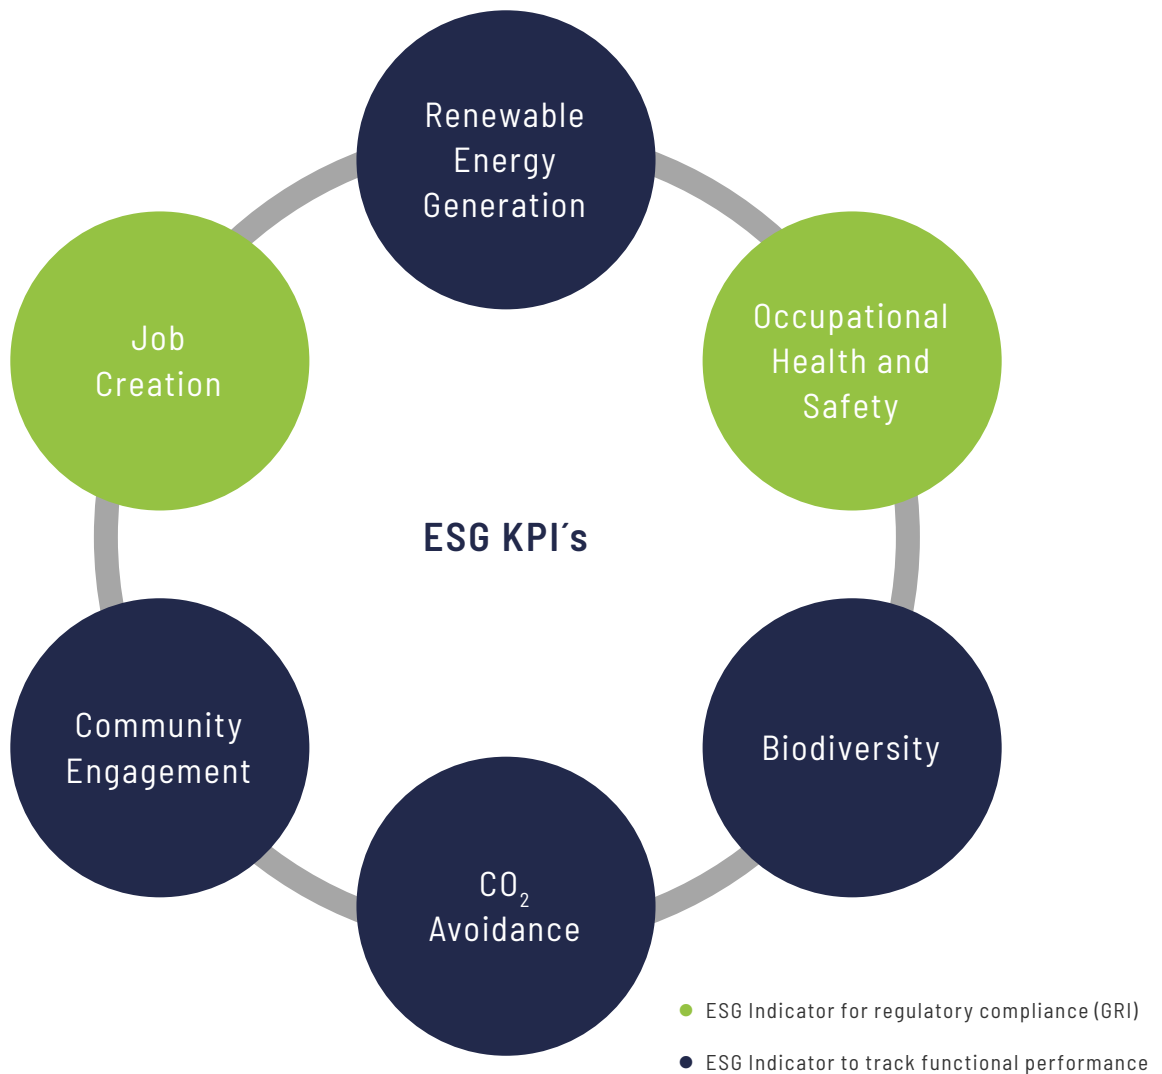 Renewable
Energy
Generation
Occupational
Health and
Safety
Job
Creation
ESG KPI´s
Community
Engagement
Biodiversity
CO₂
Avoidance
ESG Indicator for regulatory compliance (GRI)
ESG Indicator to track functional performance